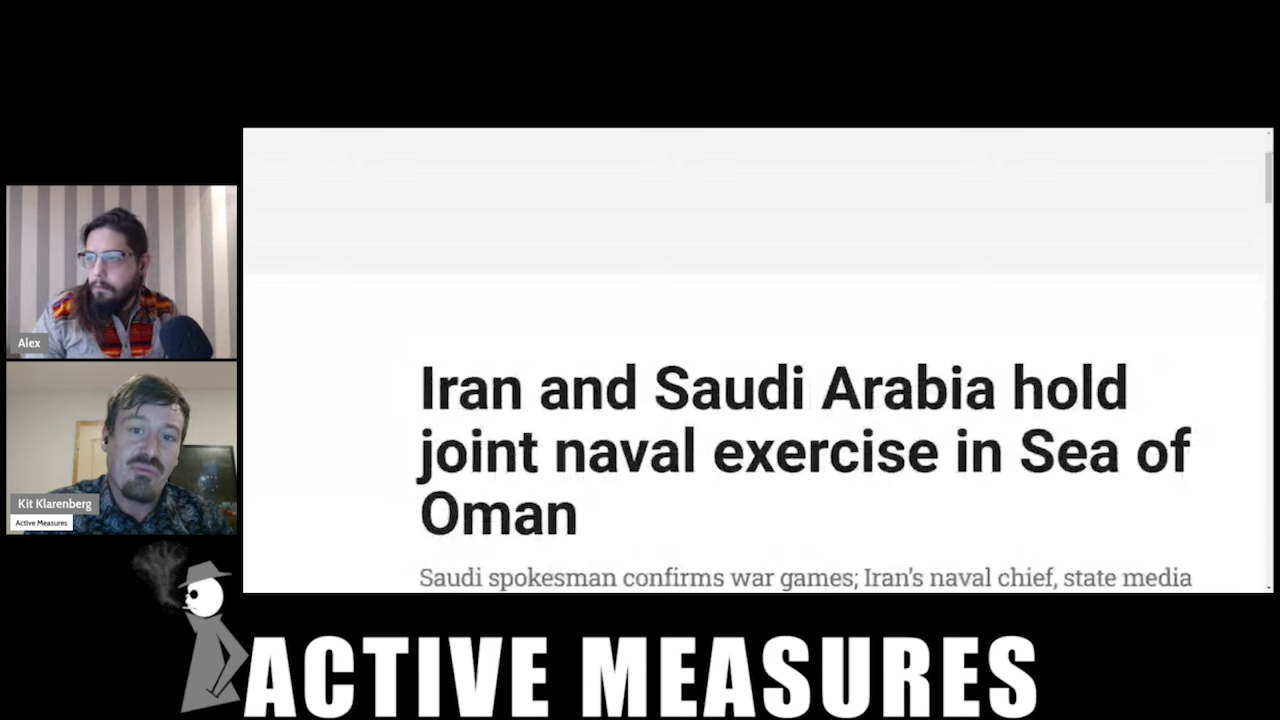 Alex
Kit Klarenberg
Active Measures
Iran and Saudi Arabia hold
joint naval exercise in Sea of
Oman
Saudi spokesman confirms war games; Iran's naval chief, state media
ACTIVE MEASURES